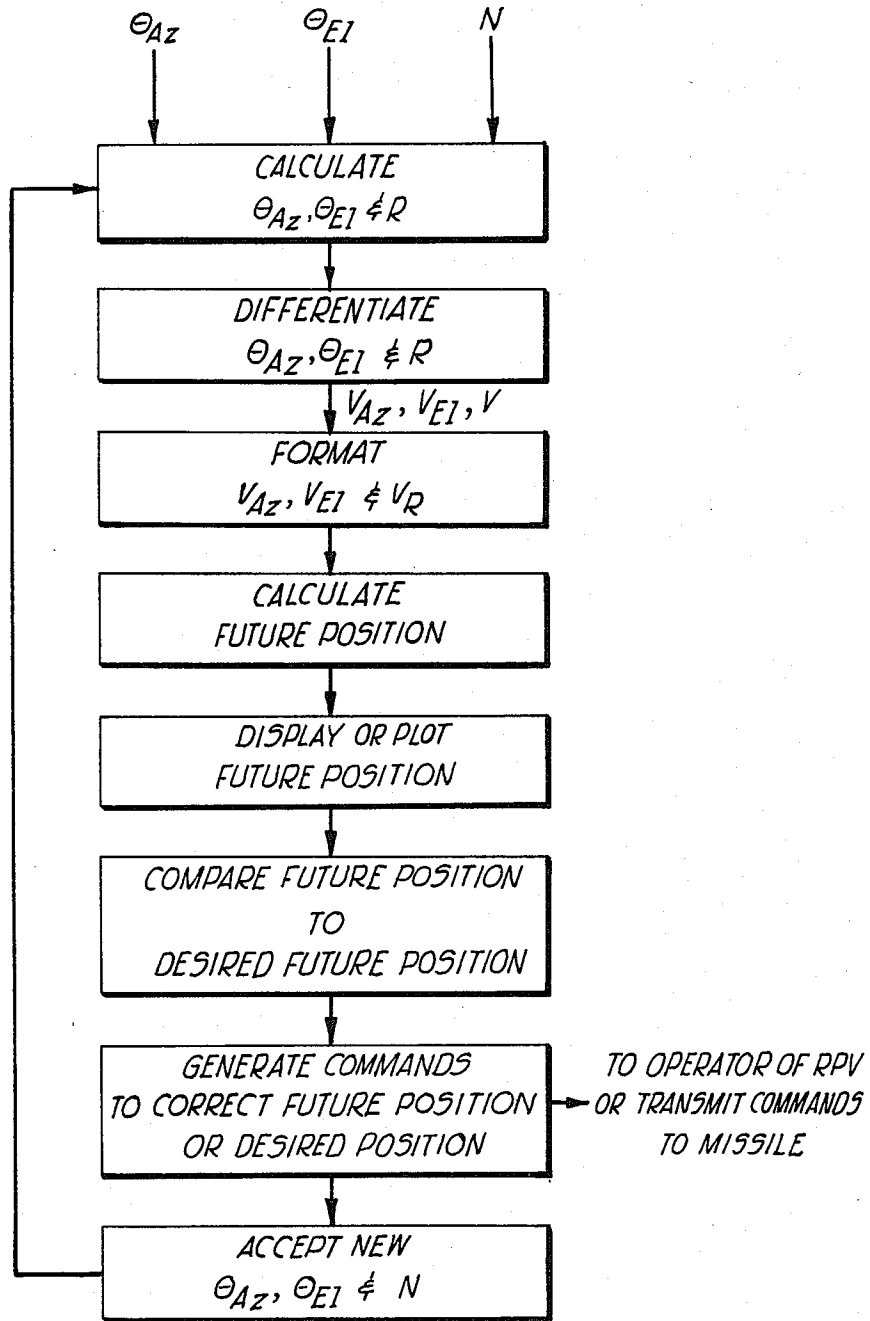 Θ_Az Θ_El N
CALCULATE
Θ_Az, Θ_El & R
DIFFERENTIATE
Θ_Az, Θ_El & R
V_Az, V_El, V
FORMAT
V_Az, V_El & V_R
CALCULATE
FUTURE POSITION
DISPLAY OR PLOT
FUTURE POSITION
COMPARE FUTURE POSITION
TO
DESIRED FUTURE POSITION
GENERATE COMMANDS
TO CORRECT FUTURE POSITION
OR DESIRED POSITION
TO OPERATOR OF RPV
OR TRANSMIT COMMANDS
TO MISSILE
ACCEPT NEW
Θ_Az, Θ_El & N